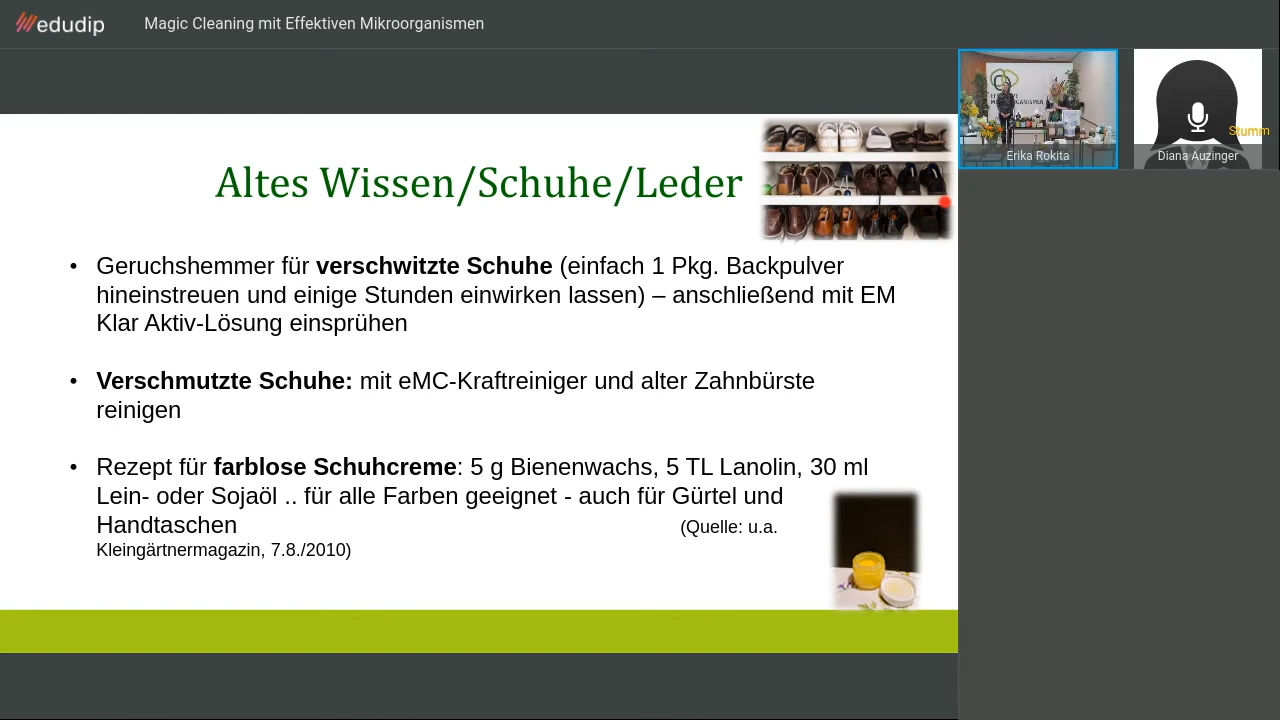 edudip
Magic Cleaning mit Effektiven Mikroorganismen
Altes Wissen/Schuhe/Leder
• Geruchshemmer für verschwitzte Schuhe (einfach 1 Pkg. Backpulver
hineinstreuen und einige Stunden einwirken lassen) – anschließend mit EM
Klar Aktiv-Lösung einsprühen
• Verschmutzte Schuhe: mit eMC-Kraftreiniger und alter Zahnbürste
reinigen
• Rezept für farblose Schuhcreme: 5 g Bienenwachs, 5 TL Lanolin, 30 ml
Lein- oder Sojaöl .. für alle Farben geeignet - auch für Gürtel und
Handtaschen (Quelle: u.a.
Kleingärtnermagazin, 7.8./2010)
Erika Rokita
Stumm
Diana Auzinger